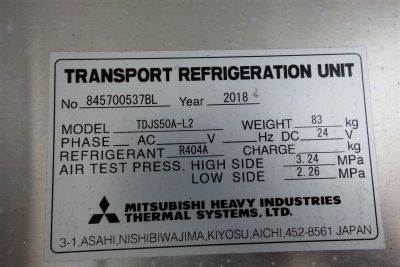 TRANSPORT REFRIGERATION UNIT
No 845700537BL Year 2018
MODEL TDJS50A-L2 WEIGHT 83 kg
PHASE AC V Hz DC 24 V
REFRIGERANT R404A CHARGE kg
AIR TEST PRESS. HIGH SIDE 3.24 MPa
LOW SIDE 2.26 MPa
MITSUBISHI HEAVY INDUSTRIES
THERMAL SYSTEMS, LTD.
3-1,ASAHI,NISHIBIWAJIMA,KIYOSU,AICHI,452-8561 JAPAN